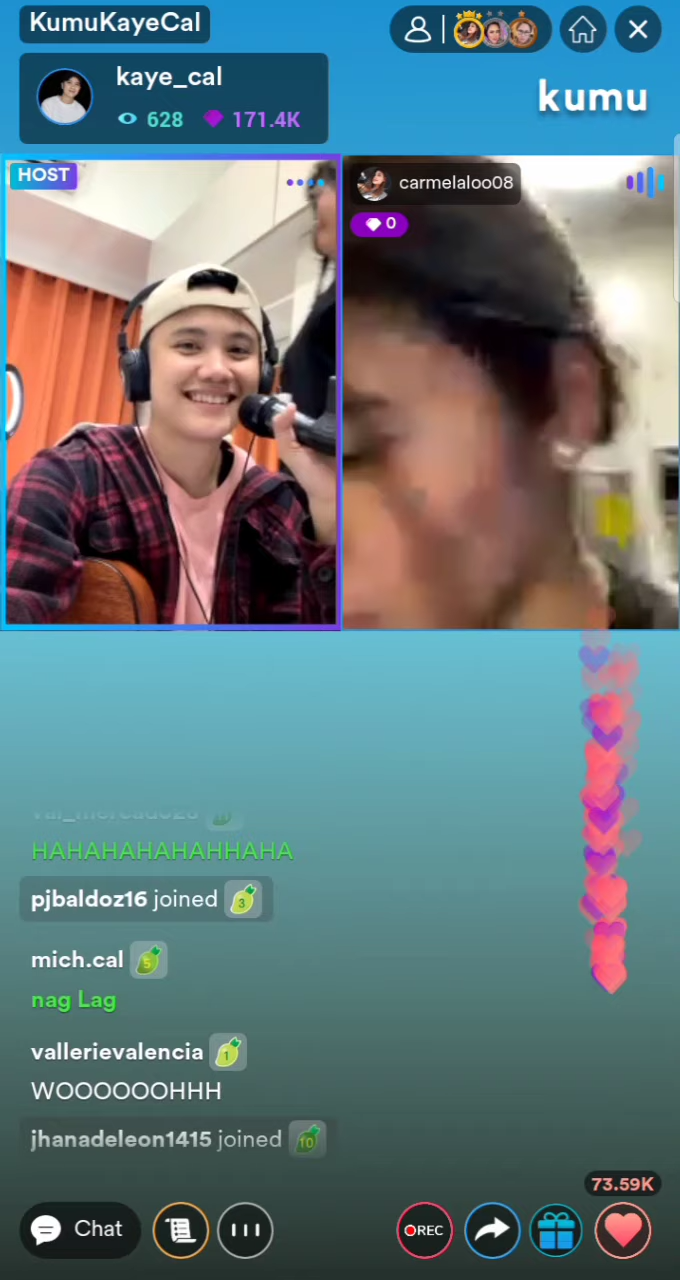 KumuKayeCal
kaye_cal
628 171.4K
kumu
HOST
carmelaloo08
0
val_mercado28
HAHAHAHAHAHHAHA
pjbaldoz16 joined 3
mich.cal 5
nag Lag
vallerievalencia 1
WOOOOOOHHH
jhanadeleon1415 joined 10
73.59K
Chat
REC